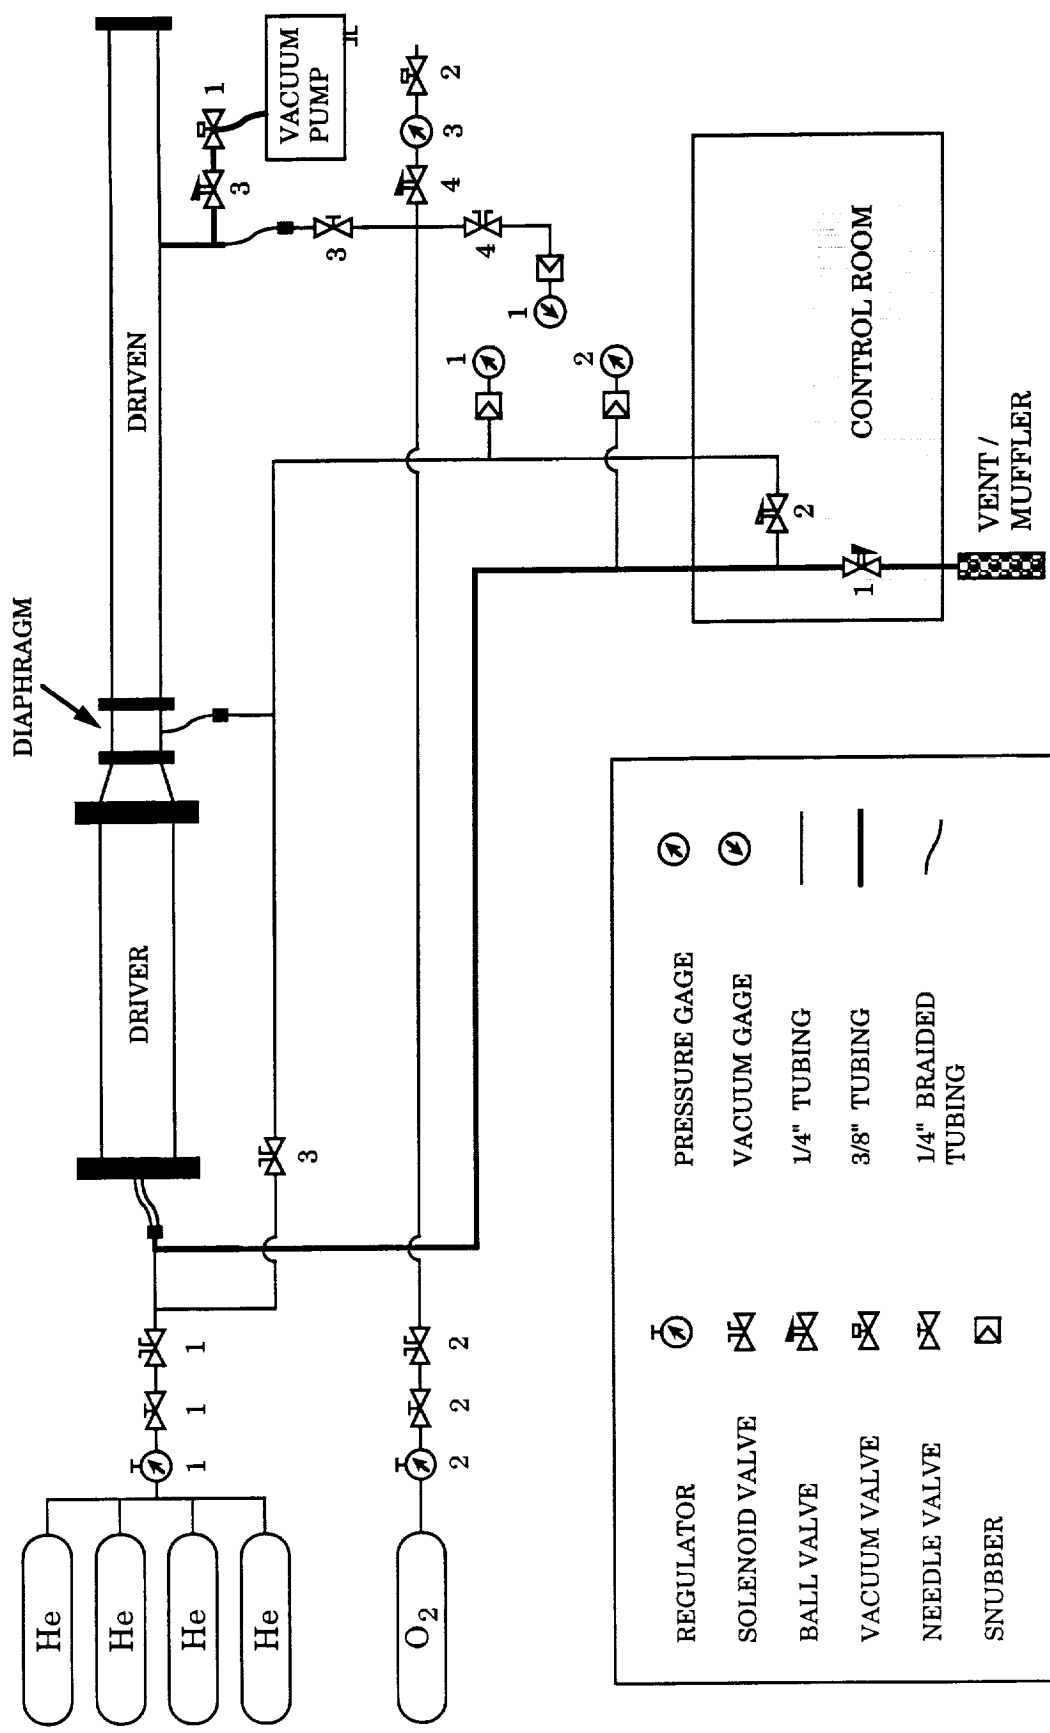 DIAPHRAGM
DRIVER
DRIVEN
VACUUM
PUMP
1
3
2
3
4
3
4
1
1
2
3
2
1
CONTROL ROOM
VENT /
MUFFLER
He
He
He
He
1
1
1
O2
2
2
2
REGULATOR
SOLENOID VALVE
BALL VALVE
VACUUM VALVE
NEEDLE VALVE
SNUBBER
PRESSURE GAGE
VACUUM GAGE
1/4" TUBING
3/8" TUBING
1/4" BRAIDED
TUBING